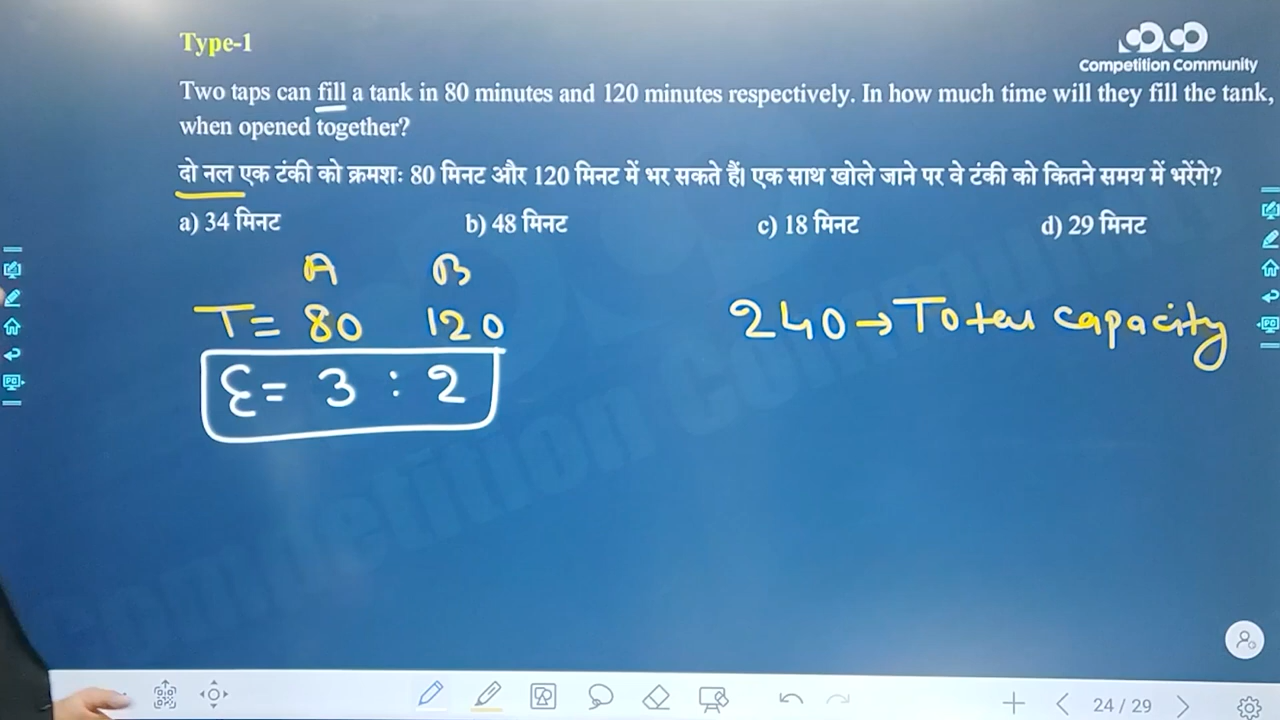 Type-1
Competition Community
Two taps can fill a tank in 80 minutes and 120 minutes respectively. In how much time will they fill the tank,
when opened together?
दो नल एक टंकी को क्रमशः 80 मिनट और 120 मिनट में भर सकते हैं। एक साथ खोले जाने पर वे टंकी को कितने समय में भरेंगे?
a) 34 मिनट b) 48 मिनट c) 18 मिनट d) 29 मिनट
A B
T = 80 120 240 → Total capacity
ε = 3 : 2
Competition Community
24 / 29